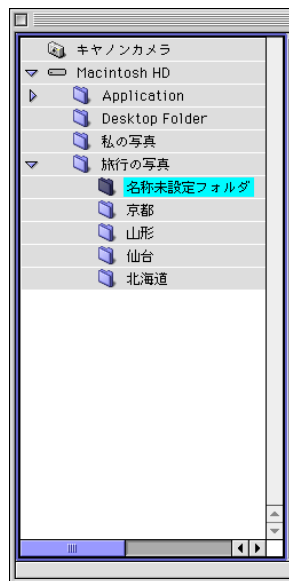 キヤノンカメラ
Macintosh HD
Application
Desktop Folder
私の写真
旅行の写真
名称未設定フォルダ
京都
山形
仙台
北海道